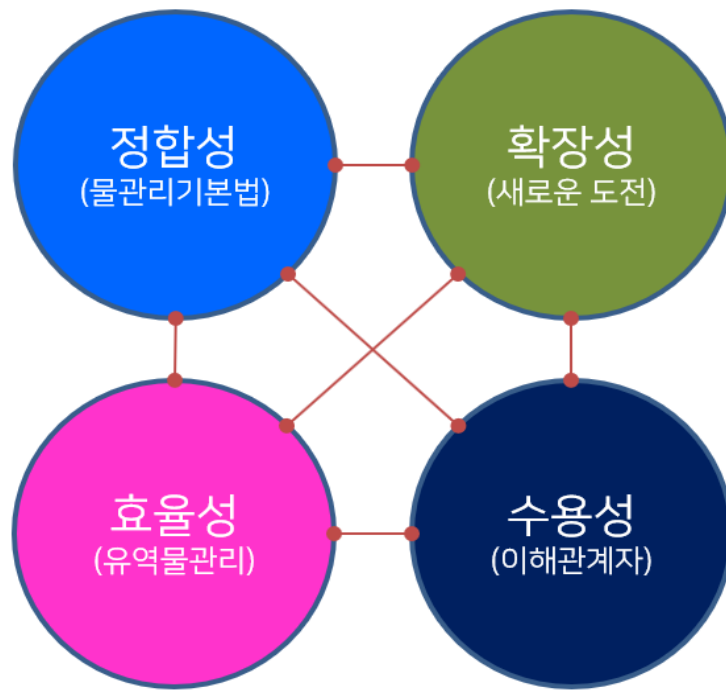 정합성
(물관리기본법)
확장성
(새로운 도전)
효율성
(유역물관리)
수용성
(이해관계자)